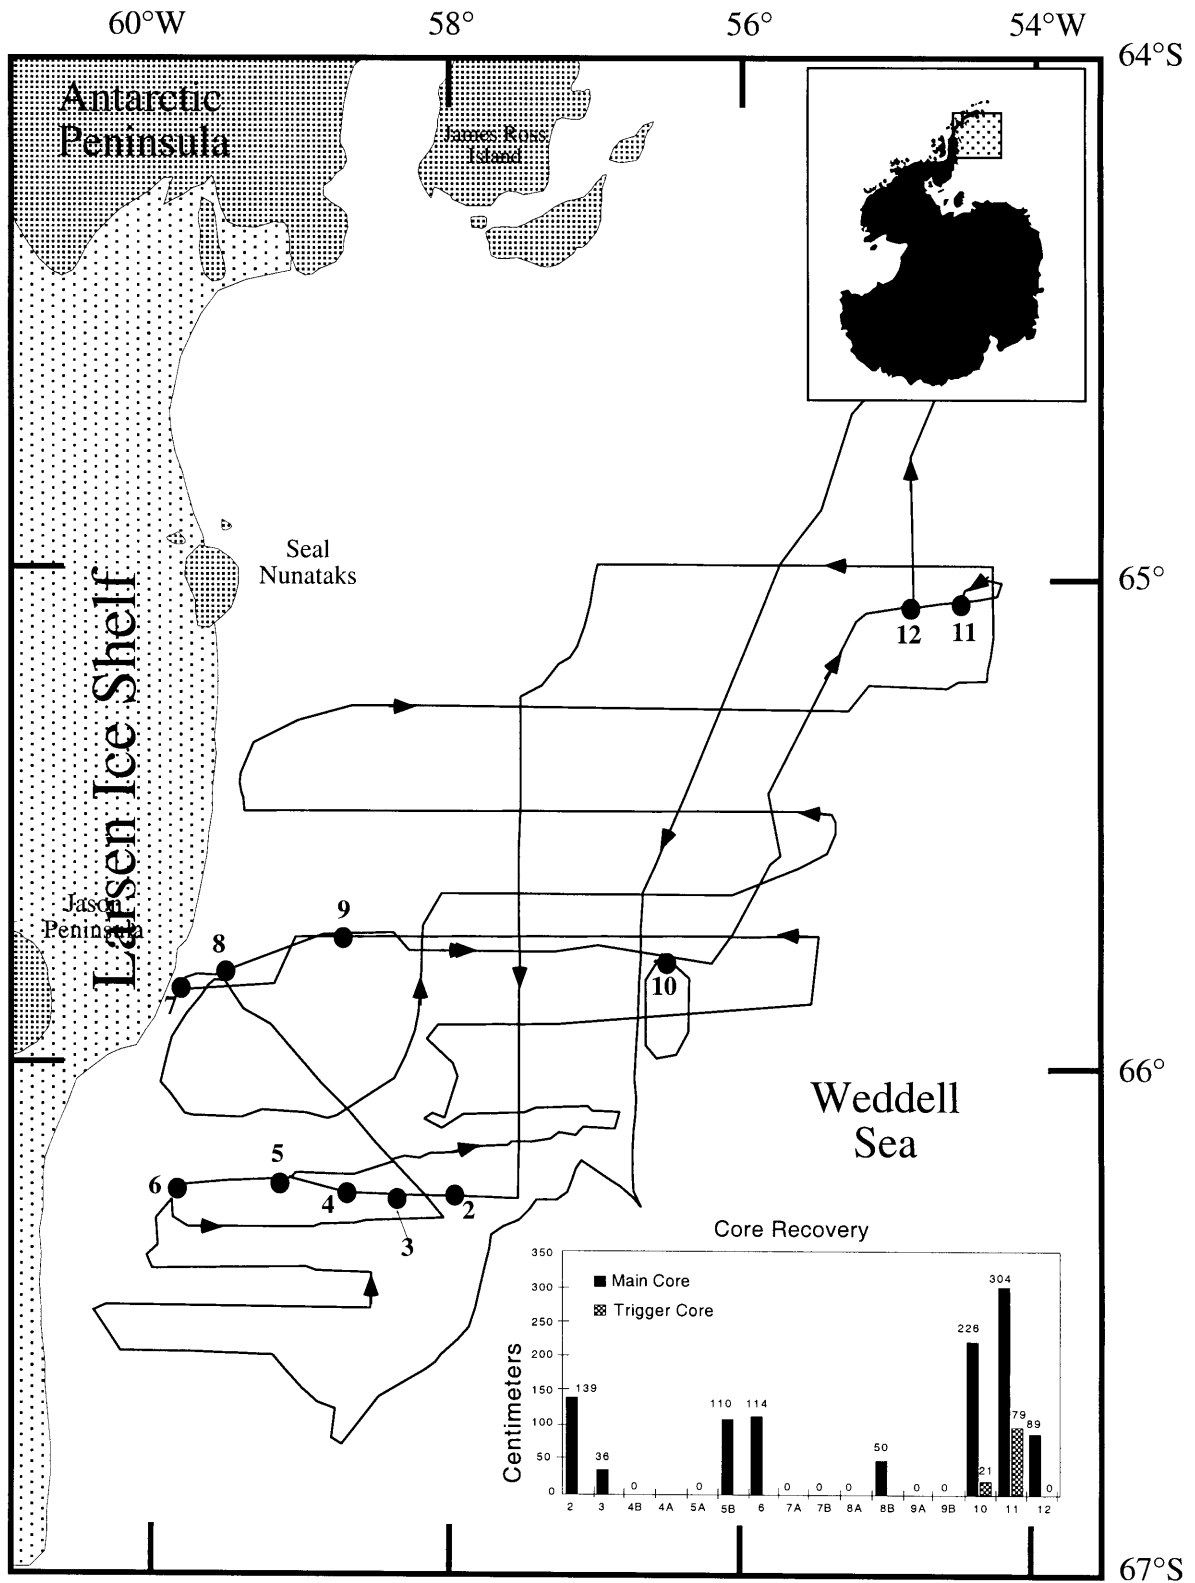 60°W 58° 56° 54°W
64°S
Antarctic
Peninsula
James Ross
Island
Seal
Nunataks
65°
12 11
Larsen Ice Shelf
Jason
Peninsula
9
8
7
10
66°
Weddell
Sea
5
6
4
2
3
Core Recovery
350
300
250
200
150
100
50
0
Centimeters
Main Core
Trigger Core
139
36
0
0
110
114
0
0
0
50
0
0
226
21
304
79
89
0
2 3 4B 4A 5A 5B 6 7A 7B 8A 8B 9A 9B 10 11 12
67°S